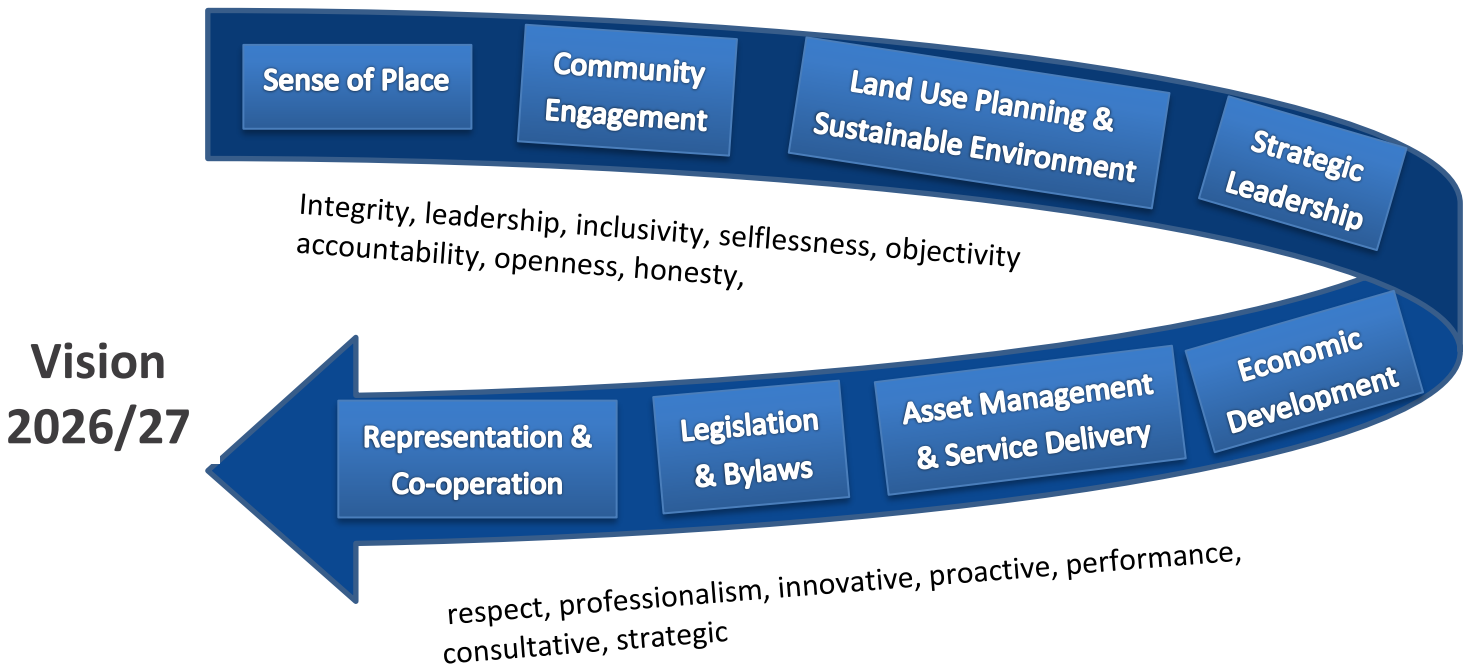 Sense of Place
Community
Engagement
Land Use Planning &
Sustainable Environment
Strategic
Leadership
Integrity, leadership, inclusivity, selflessness, objectivity
accountability, openness, honesty,
Economic
Development
Asset Management
& Service Delivery
Legislation
& Bylaws
Representation &
Co-operation
Vision
2026/27
respect, professionalism, innovative, proactive, performance,
consultative, strategic